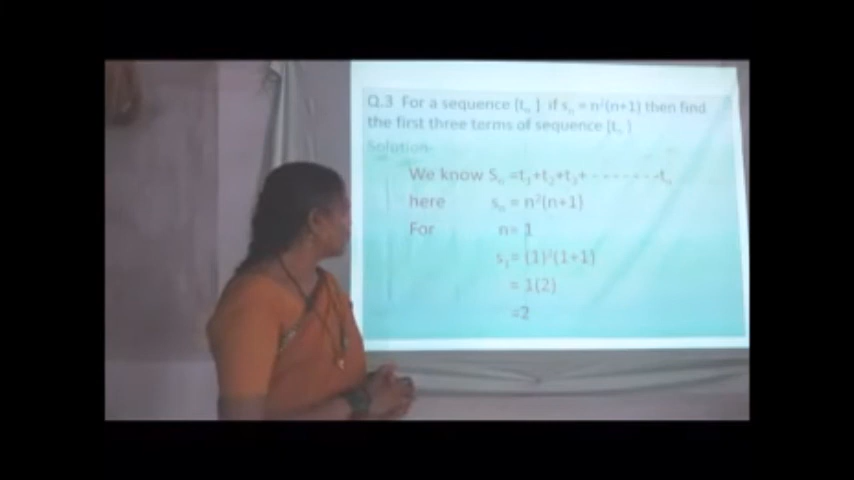 Q.3 For a sequence {tₙ } if sₙ = n²(n+1) then find
the first three terms of sequence {tₙ }
Solution-
We know Sₙ =t₁+t₂+t₃+- - - - - - - -tₙ
here sₙ = n²(n+1)
For n= 1
s₁= (1)²(1+1)
= 1(2)
=2